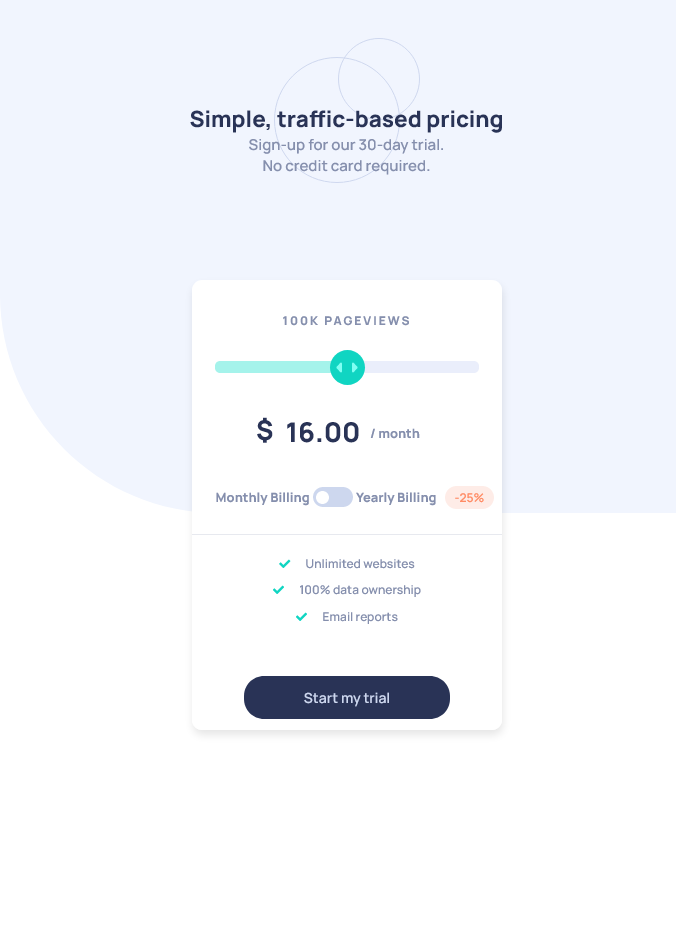 Simple, traffic-based pricing
Sign-up for our 30-day trial.
No credit card required.
100K PAGEVIEWS
$ 16.00 / month
Monthly Billing Yearly Billing -25%
Unlimited websites
100% data ownership
Email reports
Start my trial